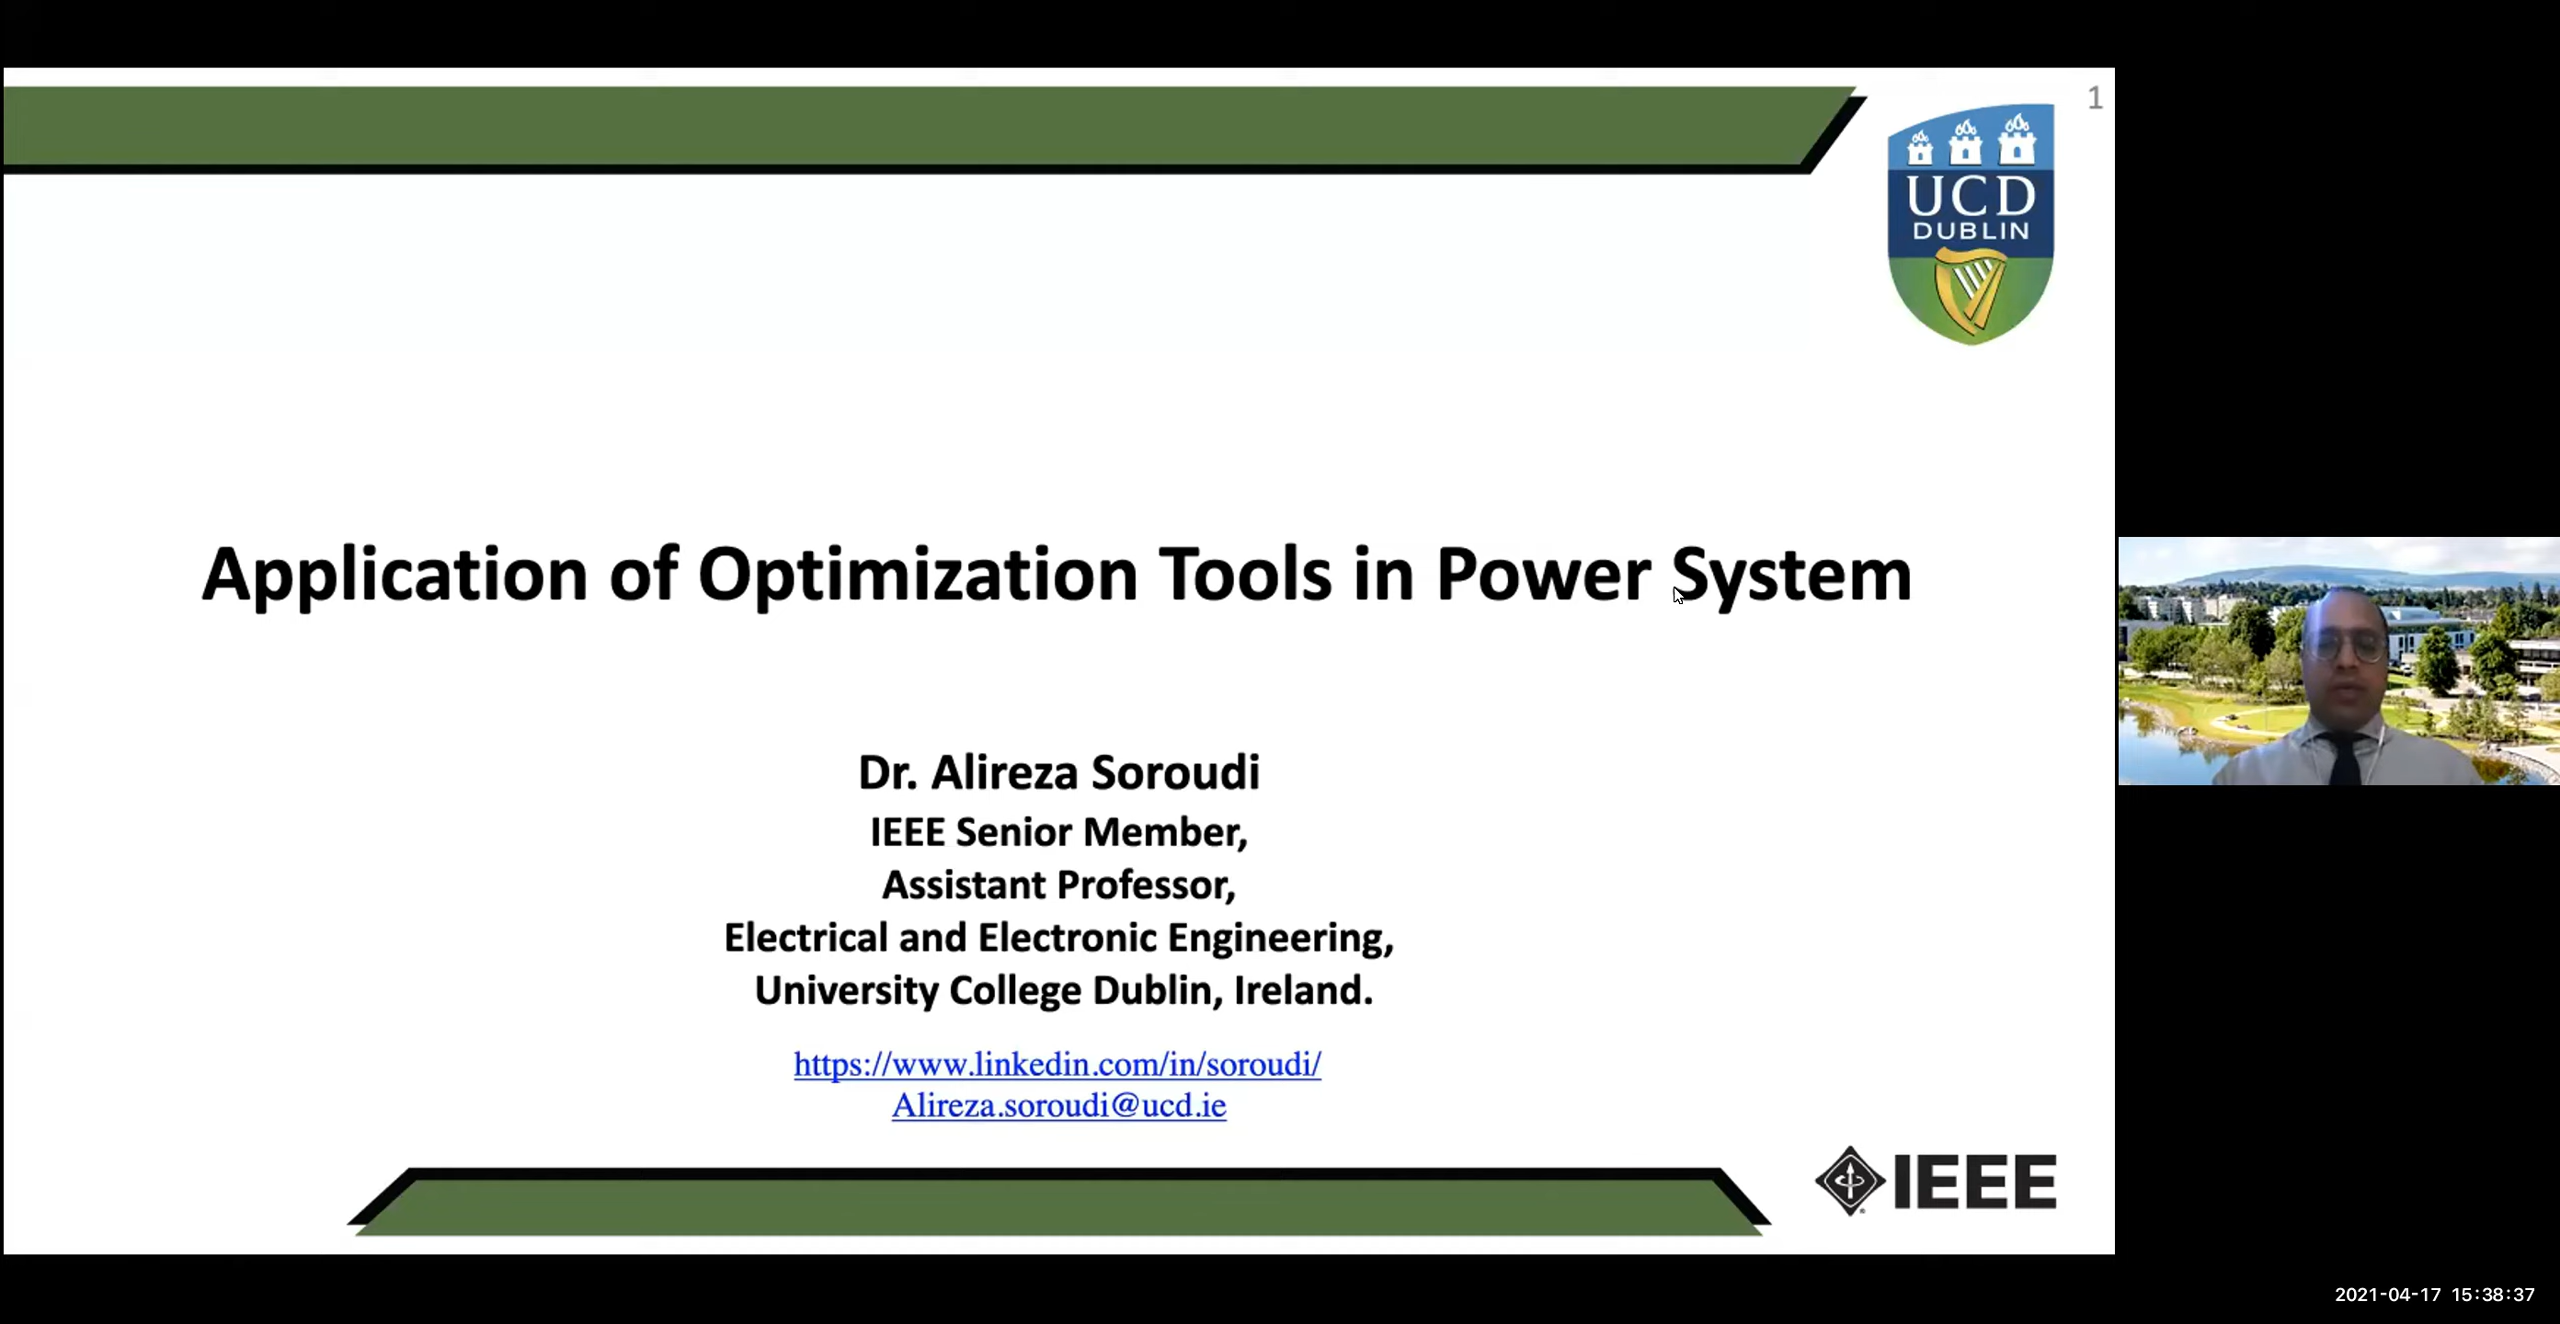 1
UCD
DUBLIN
Application of Optimization Tools in Power System
Dr. Alireza Soroudi
IEEE Senior Member,
Assistant Professor,
Electrical and Electronic Engineering,
University College Dublin, Ireland.
https://www.linkedin.com/in/soroudi/
Alireza.soroudi@ucd.ie
IEEE
2021-04-17 15:38:37